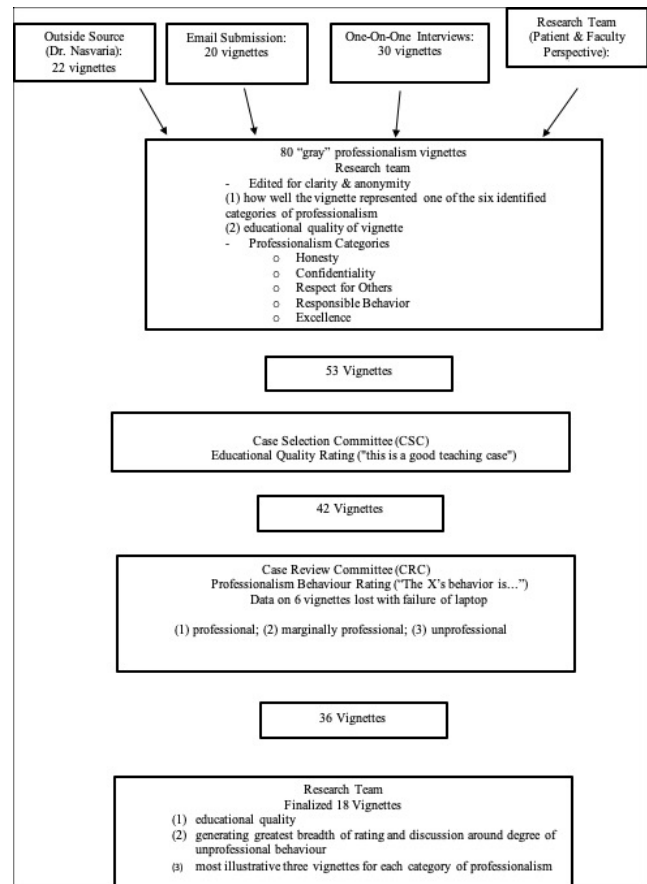 Outside Source
(Dr. Nasvaria):
22 vignettes
Email Submission:
20 vignettes
One-On-One Interviews:
30 vignettes
Research Team
(Patient & Faculty
Perspective):
80 “gray” professionalism vignettes
Research team
- Edited for clarity & anonymity
(1) how well the vignette represented one of the six identified
categories of professionalism
(2) educational quality of vignette
- Professionalism Categories
o Honesty
o Confidentiality
o Respect for Others
o Responsible Behavior
o Excellence
53 Vignettes
Case Selection Committee (CSC)
Educational Quality Rating ("this is a good teaching case")
42 Vignettes
Case Review Committee (CRC)
Professionalism Behaviour Rating (“The X’s behavior is…”)
Data on 6 vignettes lost with failure of laptop
(1) professional; (2) marginally professional; (3) unprofessional
36 Vignettes
Research Team
Finalized 18 Vignettes
(1) educational quality
(2) generating greatest breadth of rating and discussion around degree of
unprofessional behaviour
(3) most illustrative three vignettes for each category of professionalism